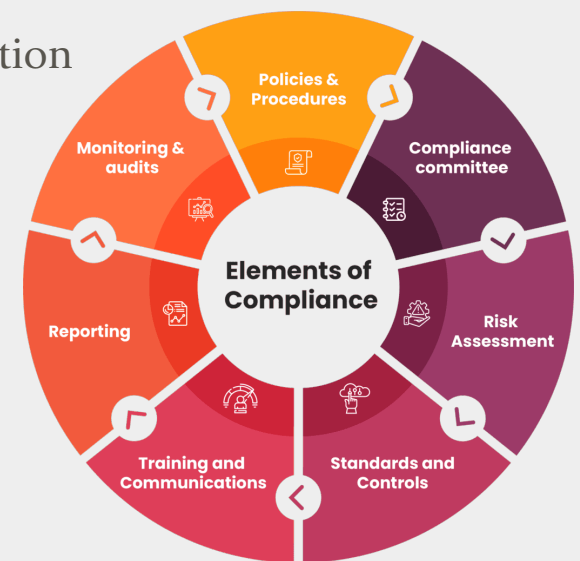 tion
Policies &
Procedures
Compliance
committee
Risk
Assessment
Standards and
Controls
Training and
Communications
Reporting
Monitoring &
audits
Elements of
Compliance